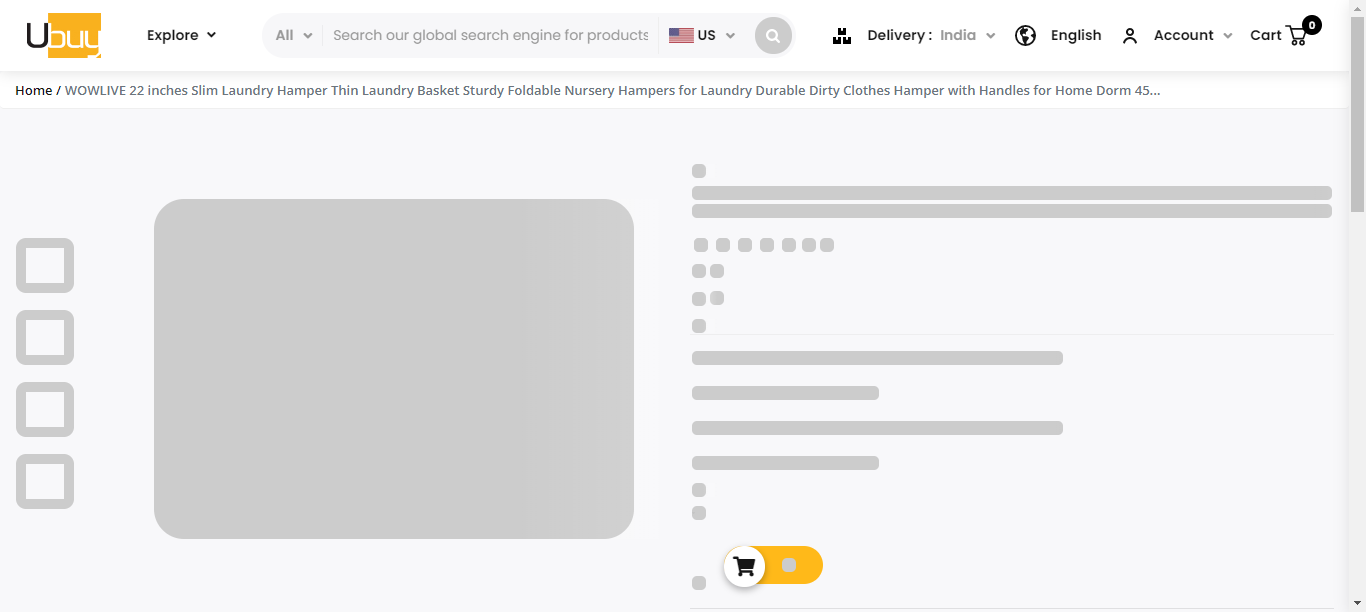 Ubuy
Explore
All
Search our global search engine for products
US
Delivery : India
English
Account
Cart
0
Home / WOWLIVE 22 inches Slim Laundry Hamper Thin Laundry Basket Sturdy Foldable Nursery Hampers for Laundry Durable Dirty Clothes Hamper with Handles for Home Dorm 45...